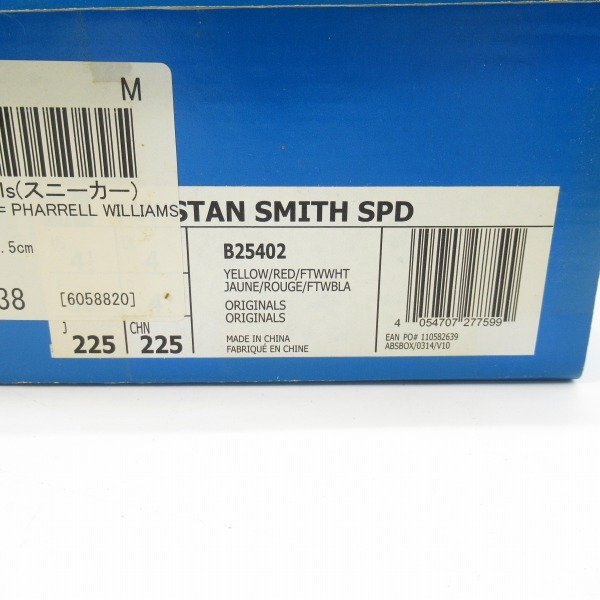 M
ls(スニーカー)
= PHARRELL WILLIAMS
.5cm
38
[6058820]
STAN SMITH SPD
B25402
YELLOW/RED/FTWWHT
JAUNE/ROUGE/FTWBLA
ORIGINALS
ORIGINALS
MADE IN CHINA
FABRIQUÉ EN CHINE
J
225
CHN
225
4 054707 277599
EAN PO# 110582639
ABSBOX/0314/V10